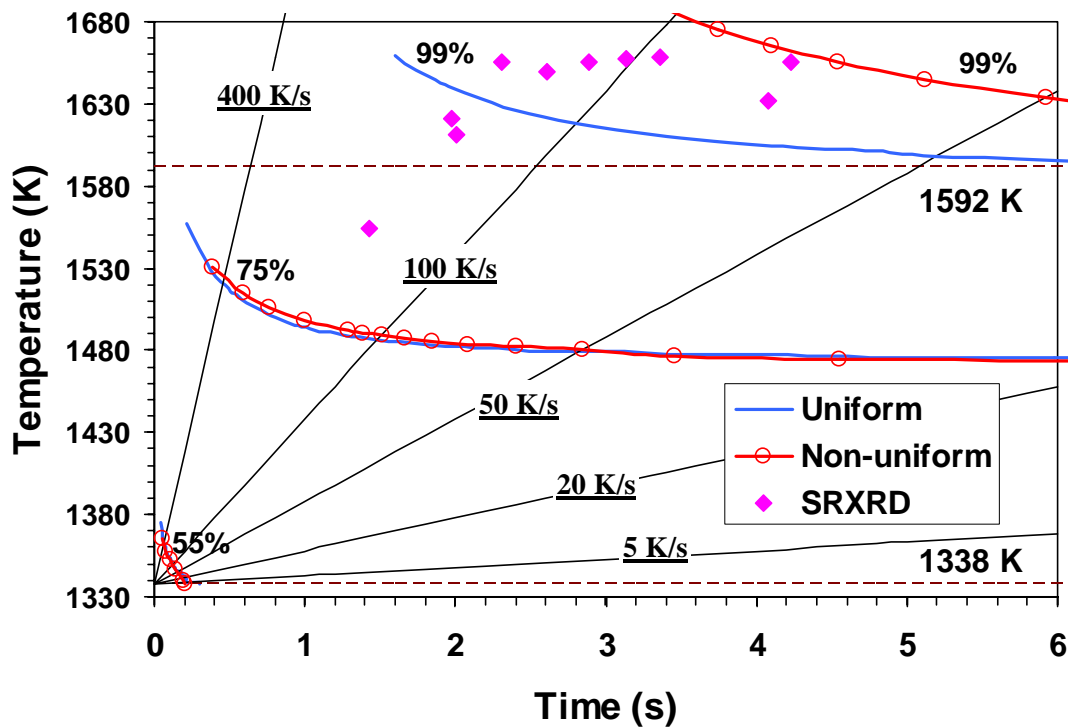 1680
1630
1580
1530
1480
1430
1380
1330
Temperature (K)
0
1
2
3
4
5
6
Time (s)
99%
99%
400 K/s
1592 K
75%
100 K/s
50 K/s
Uniform
Non-uniform
SRXRD
20 K/s
55%
5 K/s
1338 K